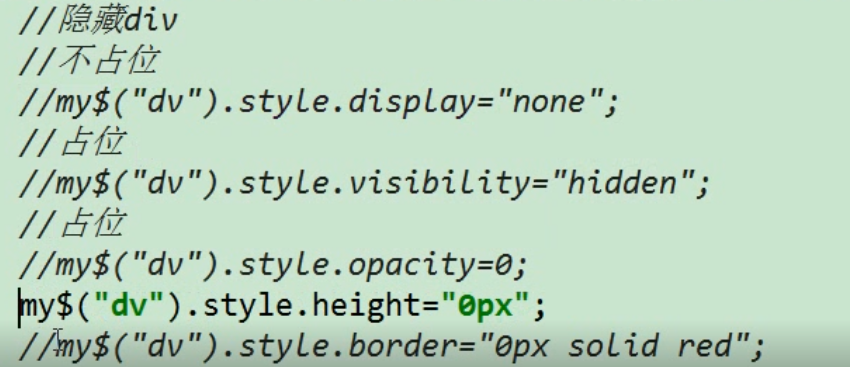 //隐藏div
//不占位
//my$("dv").style.display="none";
//占位
//my$("dv").style.visibility="hidden";
//占位
//my$("dv").style.opacity=0;
my$("dv").style.height="0px";
//my$("dv").style.border="0px solid red";